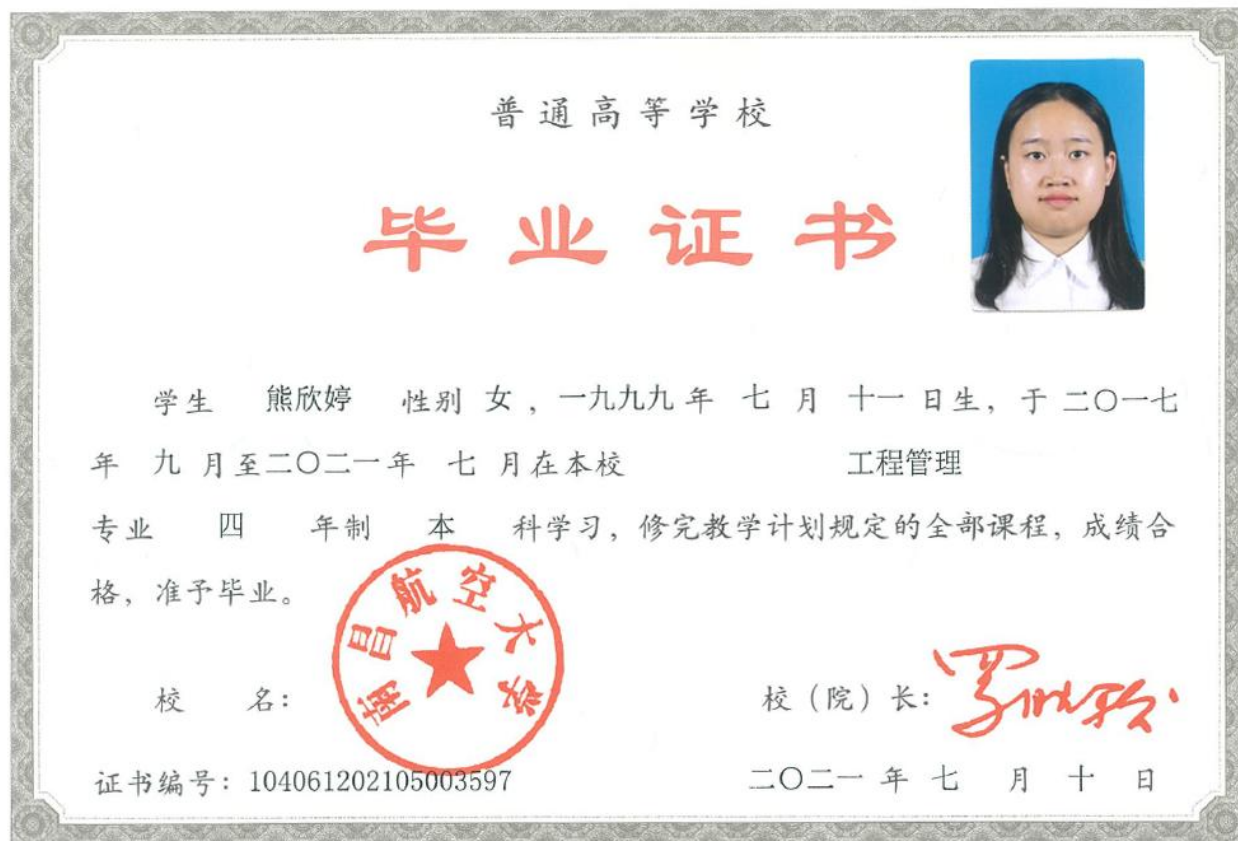 普通高等学校
毕业证书
学生 熊欣婷 性别 女，一九九九年 七 月 十一 日生，于 二〇一七
年 九 月至二〇二一年 七 月在本校 工程管理
专业 四 年制 本 科学习，修完教学计划规定的全部课程，成绩合
格，准予毕业。
南昌航空大学
校 名：
校（院）长：
证书编号：104061202105003597
二〇二一 年 七 月 十 日